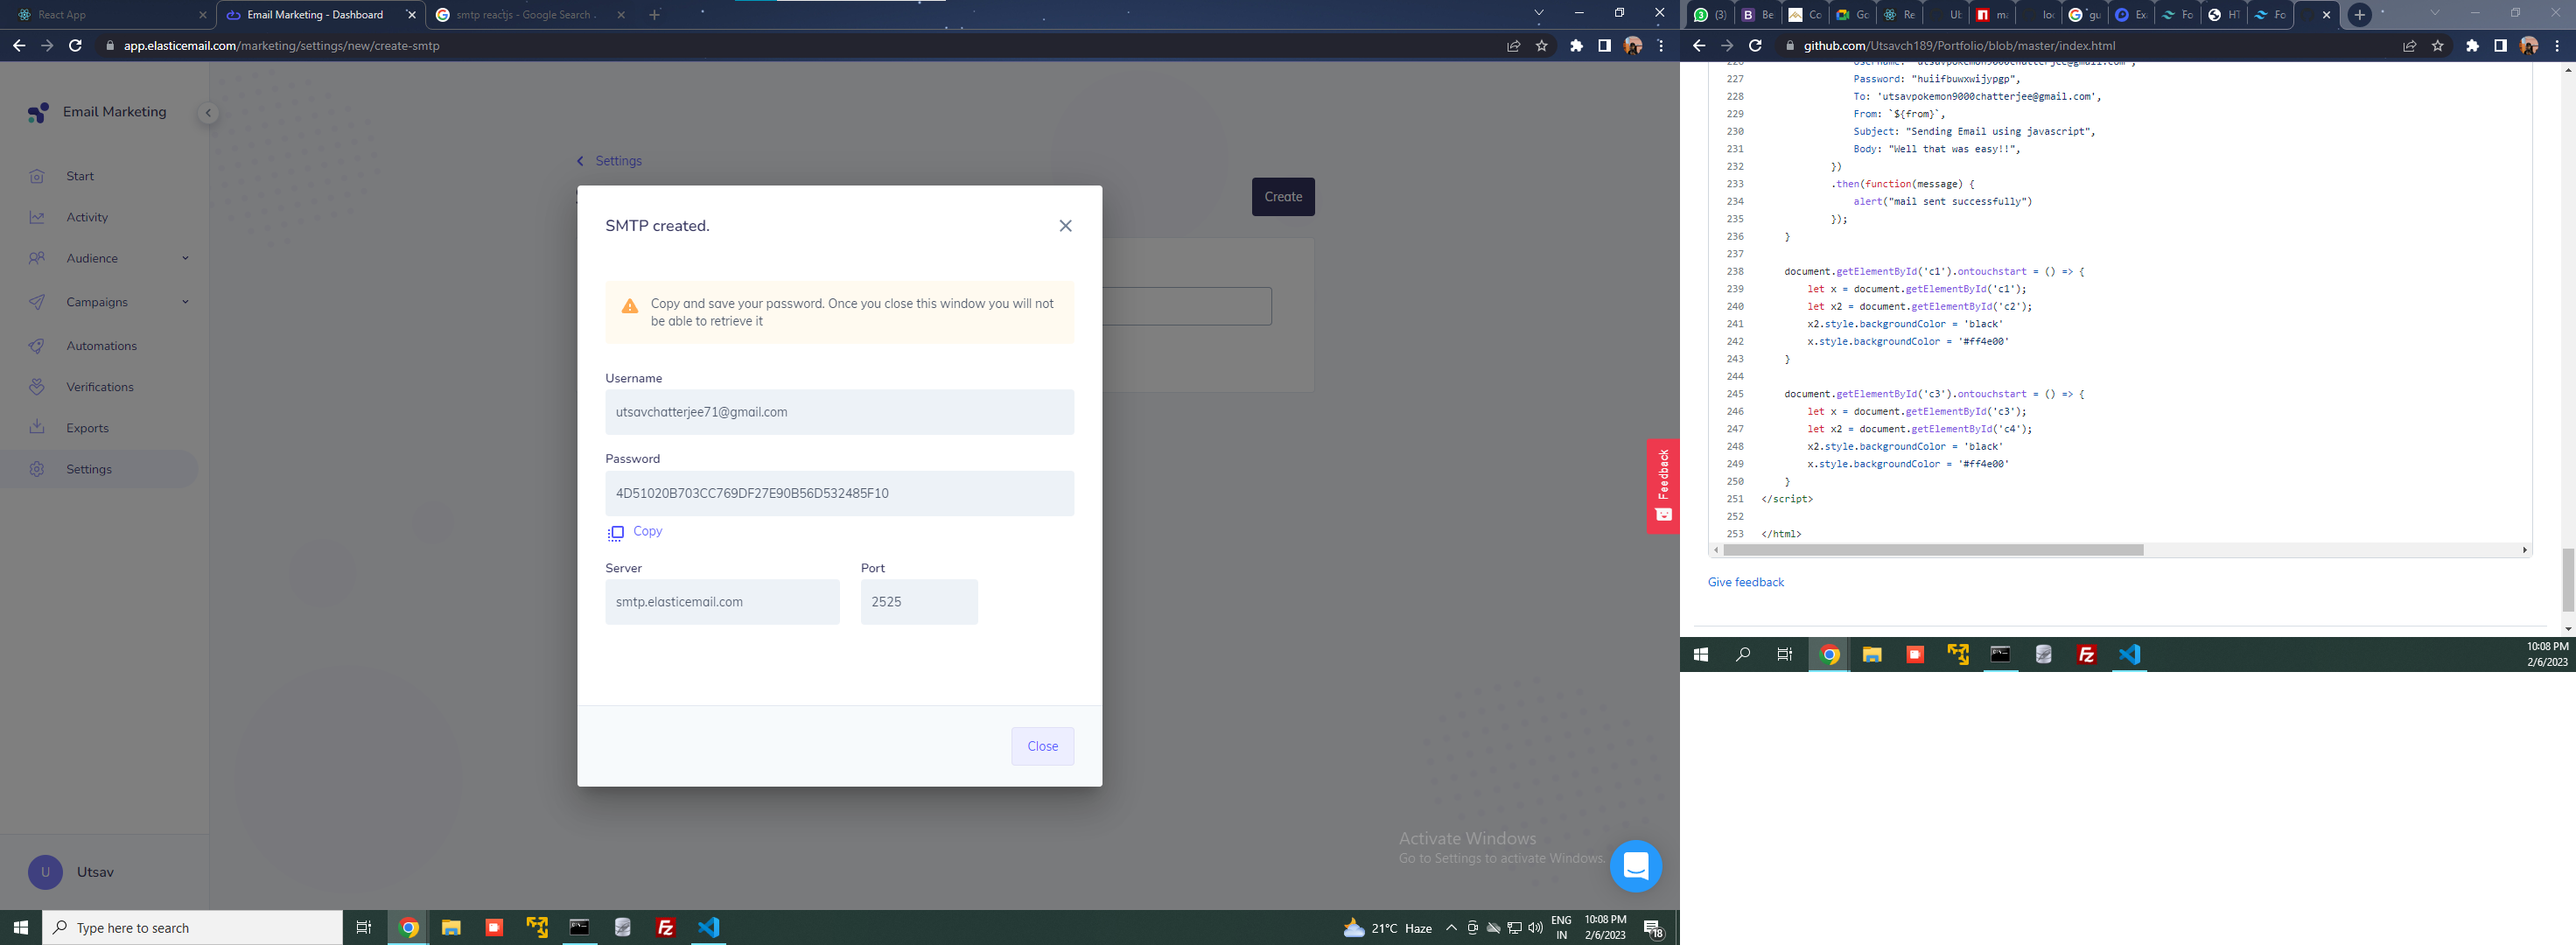 React App
Email Marketing - Dashboard
smtp reactjs - Google Search
app.elasticemail.com/marketing/settings/new/create-smtp
Email Marketing
Start
Activity
Audience
Campaigns
Automations
Verifications
Exports
Settings
U Utsav
Settings
Create
SMTP created.
Copy and save your password. Once you close this window you will not
be able to retrieve it
Username
utsavchatterjee71@gmail.com
Password
4D51020B703CC769DF27E90B56D532485F10
Copy
Server Port
smtp.elasticemail.com 2525
Close
Feedback
Activate Windows
Go to Settings to activate Windows.
Type here to search
21°C Haze
ENG
IN
10:08 PM
2/6/2023
18
(3) Be Co Go Re Ul m loc gu Ex Fo HT Fo
github.com/Utsavch189/Portfolio/blob/master/index.html
226 Username: "utsavpokemon9000chatterjee@gmail.com",
227 Password: "huiifbuwxwijypgp",
228 To: 'utsavpokemon9000chatterjee@gmail.com',
229 From: `${from}`,
230 Subject: "Sending Email using javascript",
231 Body: "Well that was easy!!",
232 })
233 .then(function(message) {
234 alert("mail sent successfully")
235 });
236 }
237
238 document.getElementById('c1').ontouchstart = () => {
239 let x = document.getElementById('c1');
240 let x2 = document.getElementById('c2');
241 x2.style.backgroundColor = 'black'
242 x.style.backgroundColor = '#ff4e00'
243 }
244
245 document.getElementById('c3').ontouchstart = () => {
246 let x = document.getElementById('c3');
247 let x2 = document.getElementById('c4');
248 x2.style.backgroundColor = 'black'
249 x.style.backgroundColor = '#ff4e00'
250 }
251 </script>
252
253 </html>
Give feedback
10:08 PM
2/6/2023